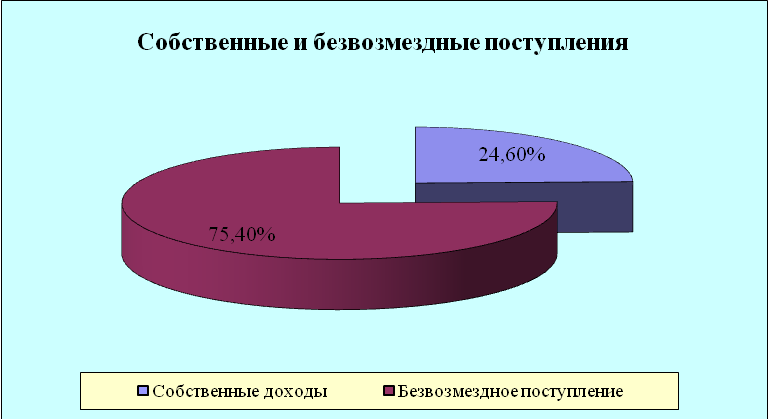 Собственные и безвозмездные поступления
24,60%
75,40%
Собственные доходы
Безвозмездное поступление